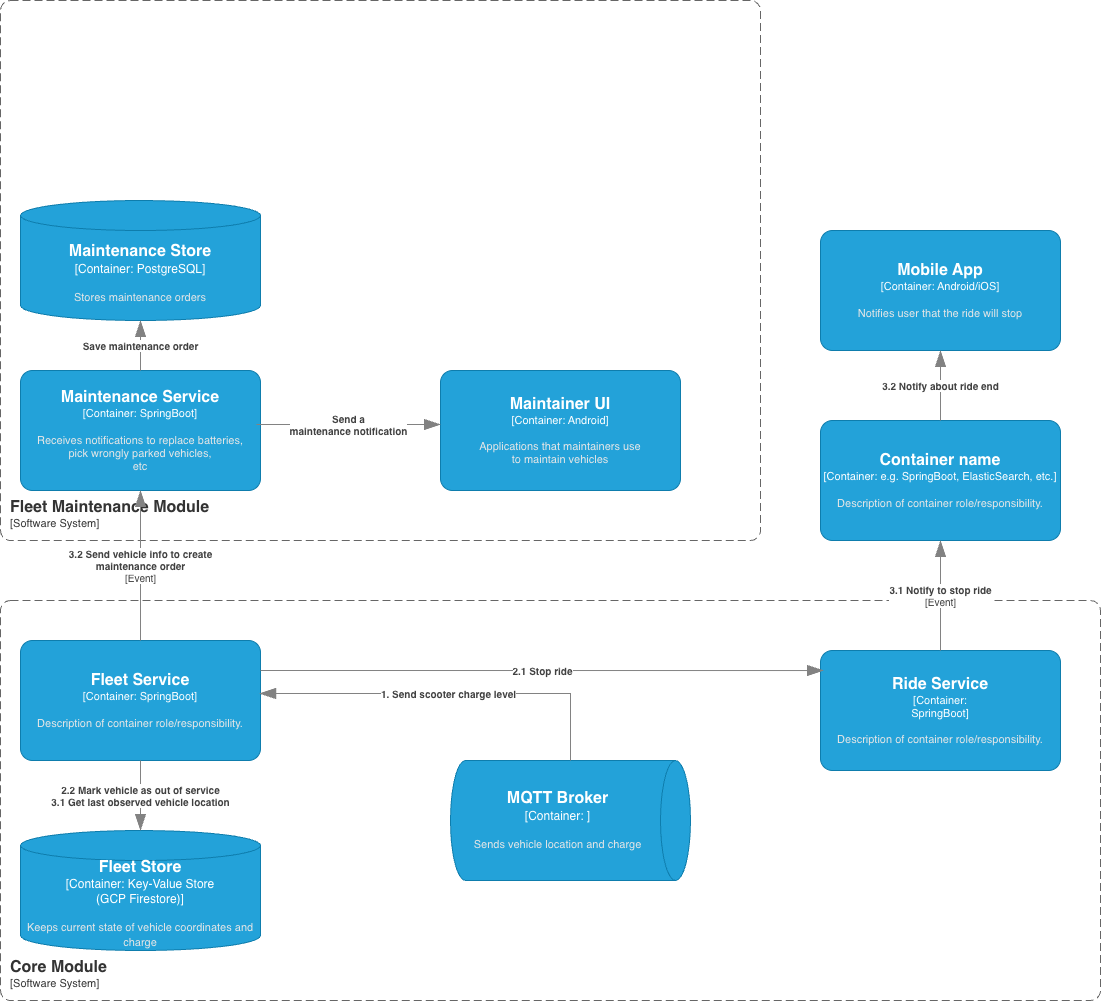 Maintenance Store
[Container: PostgreSQL]
Stores maintenance orders
Save maintenance order
Maintenance Service
[Container: SpringBoot]
Receives notifications to replace batteries,
pick wrongly parked vehicles,
etc
Send a
maintenance notification
Maintainer UI
[Container: Android]
Applications that maintainers use
to maintain vehicles
Fleet Maintenance Module
[Software System]
3.2 Send vehicle info to create
maintenance order
[Event]
Mobile App
[Container: Android/iOS]
Notifies user that the ride will stop
3.2 Notify about ride end
Container name
[Container: e.g. SpringBoot, ElasticSearch, etc.]
Description of container role/responsibility.
3.1 Notify to stop ride
[Event]
Fleet Service
[Container: SpringBoot]
Description of container role/responsibility.
2.1 Stop ride
1. Send scooter charge level
Ride Service
[Container:
SpringBoot]
Description of container role/responsibility.
2.2 Mark vehicle as out of service
3.1 Get last observed vehicle location
MQTT Broker
[Container: ]
Sends vehicle location and charge
Fleet Store
[Container: Key-Value Store
(GCP Firestore)]
Keeps current state of vehicle coordinates and
charge
Core Module
[Software System]